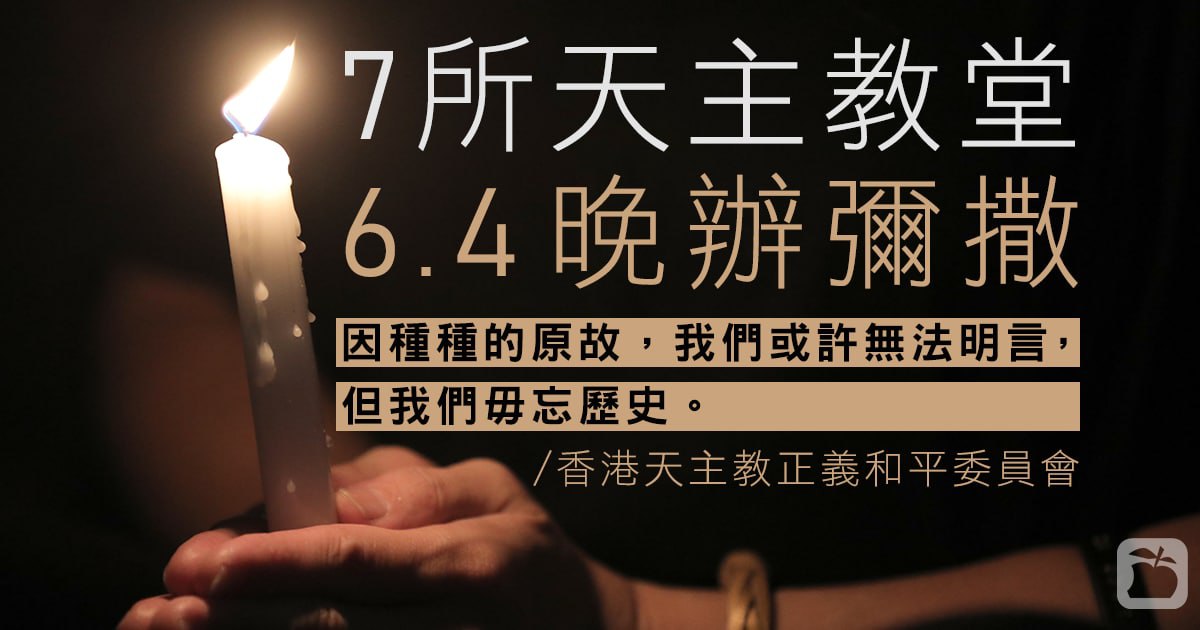 7所天主教堂
6.4晚辦彌撒
因種種的原故，我們或許無法明言，
但我們毋忘歷史。
/香港天主教正義和平委員會